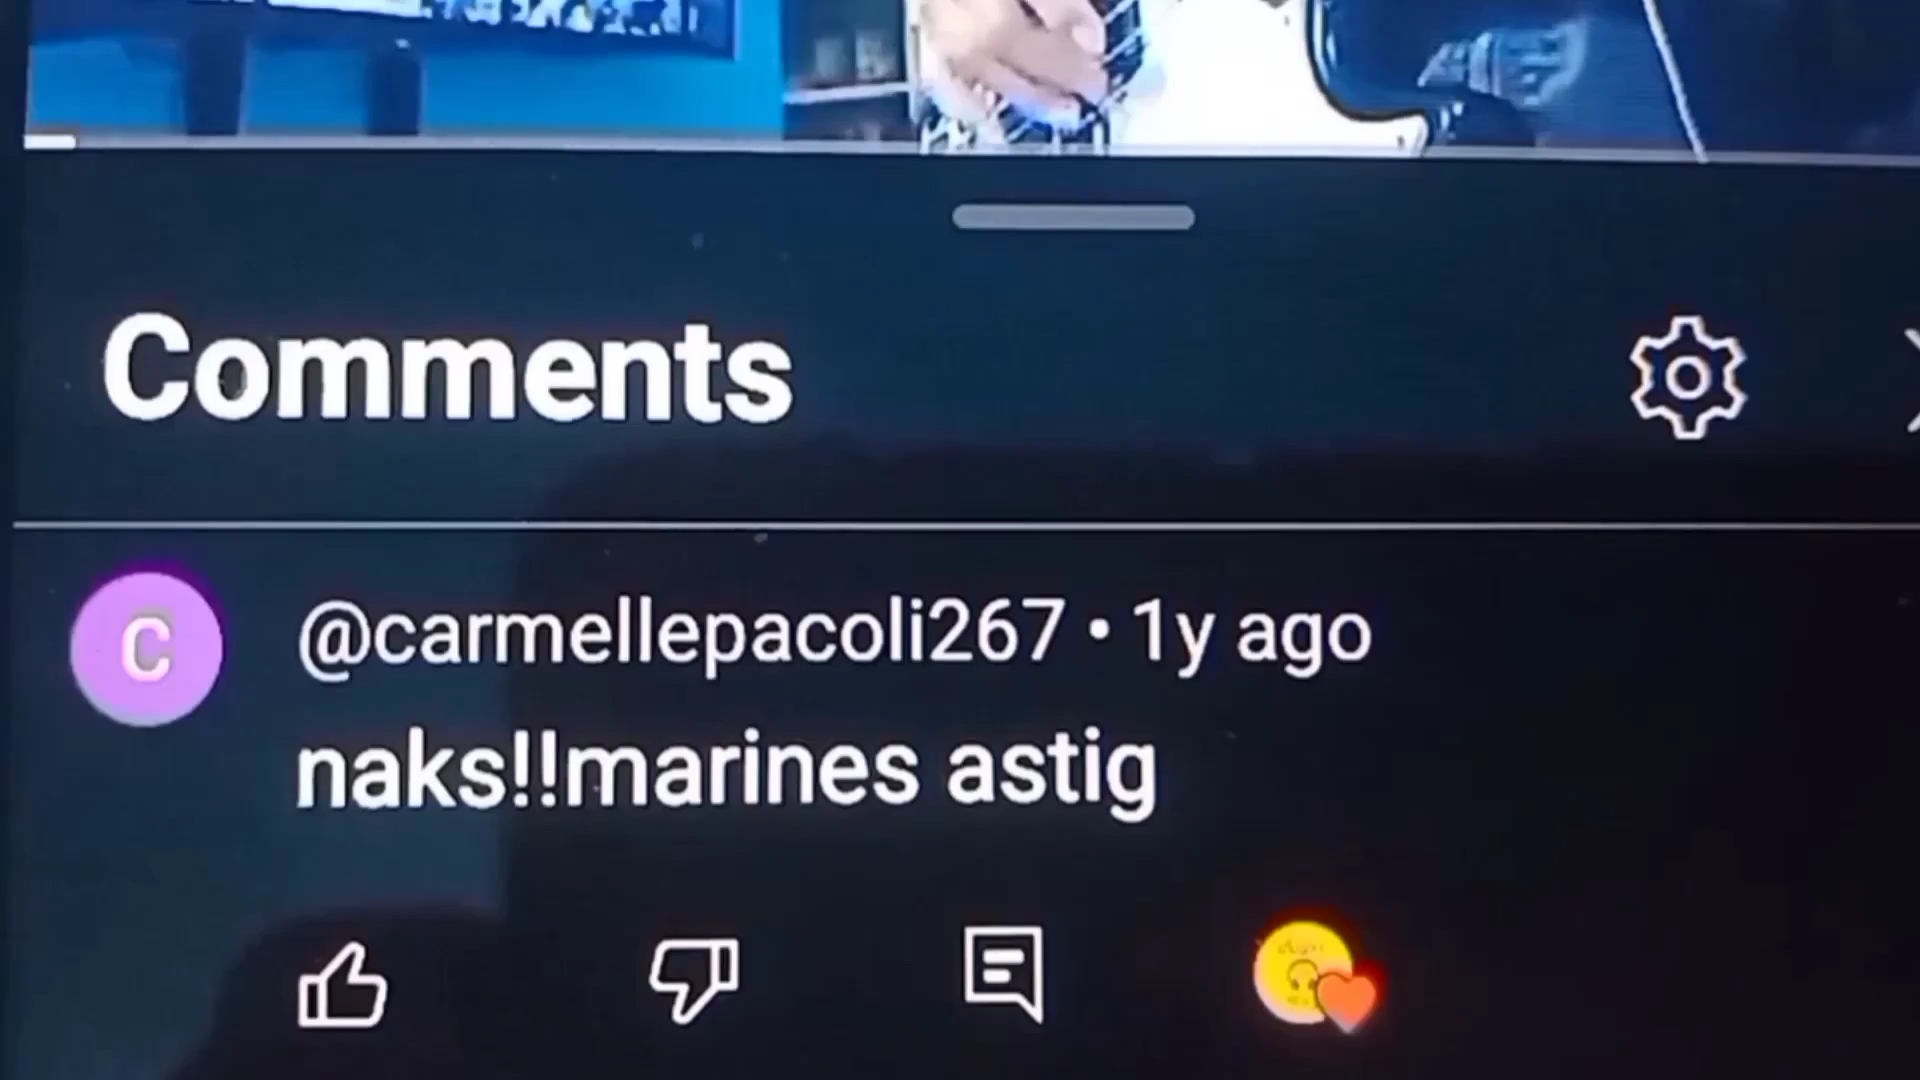 Comments
C
@carmellepacoli267 • 1y ago
naks!!marines astig